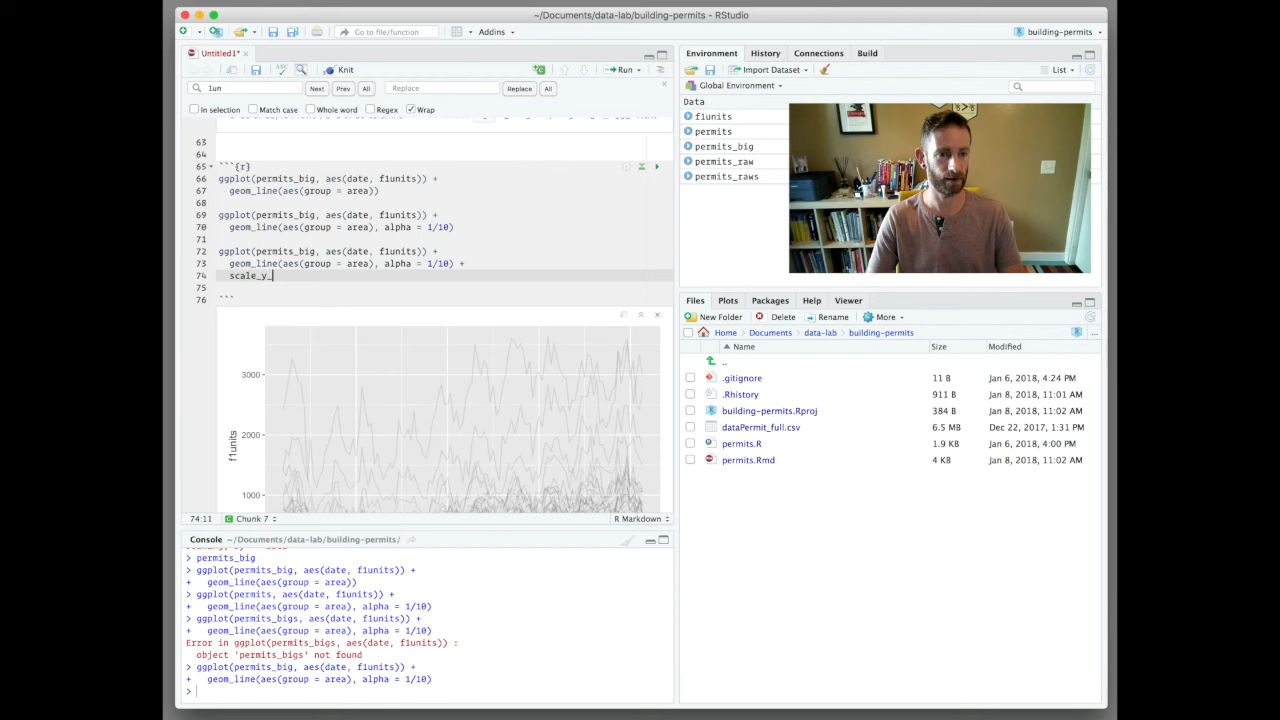 ~/Documents/data-lab/building-permits - RStudio
Go to file/function
Addins
building-permits
Untitled1*
Knit
Run
1un
Next
Prev
All
Replace
Replace
All
In selection
Match case
Whole word
Regex
Wrap
63
64
65 ```{r}
66 ggplot(permits_big, aes(date, f1units)) +
67 geom_line(aes(group = area))
68
69 ggplot(permits_big, aes(date, f1units)) +
70 geom_line(aes(group = area), alpha = 1/10)
71
72 ggplot(permits_big, aes(date, f1units)) +
73 geom_line(aes(group = area), alpha = 1/10) +
74 scale_y_
75
76 ```
3000
2000
1000
f1units
74:11 Chunk 7 R Markdown
Console ~/Documents/data-lab/building-permits/
> permits_big
> ggplot(permits_big, aes(date, f1units)) +
+ geom_line(aes(group = area))
> ggplot(permits, aes(date, f1units)) +
+ geom_line(aes(group = area), alpha = 1/10)
> ggplot(permits_bigs, aes(date, f1units)) +
+ geom_line(aes(group = area), alpha = 1/10)
Error in ggplot(permits_bigs, aes(date, f1units)) :
object 'permits_bigs' not found
> ggplot(permits_big, aes(date, f1units)) +
+ geom_line(aes(group = area), alpha = 1/10)
>
Environment History Connections Build
Import Dataset
List
Global Environment
Data
f1units
permits
permits_big
permits_raw
permits_raws
Files Plots Packages Help Viewer
New Folder Delete Rename More
Home Documents data-lab building-permits
...
Name Size Modified
..
.gitignore 11 B Jan 6, 2018, 4:24 PM
.Rhistory 911 B Jan 8, 2018, 11:01 AM
building-permits.Rproj 384 B Jan 8, 2018, 11:02 AM
dataPermit_full.csv 6.5 MB Dec 22, 2017, 1:31 PM
permits.R 1.9 KB Jan 6, 2018, 4:00 PM
permits.Rmd 4 KB Jan 8, 2018, 11:02 AM